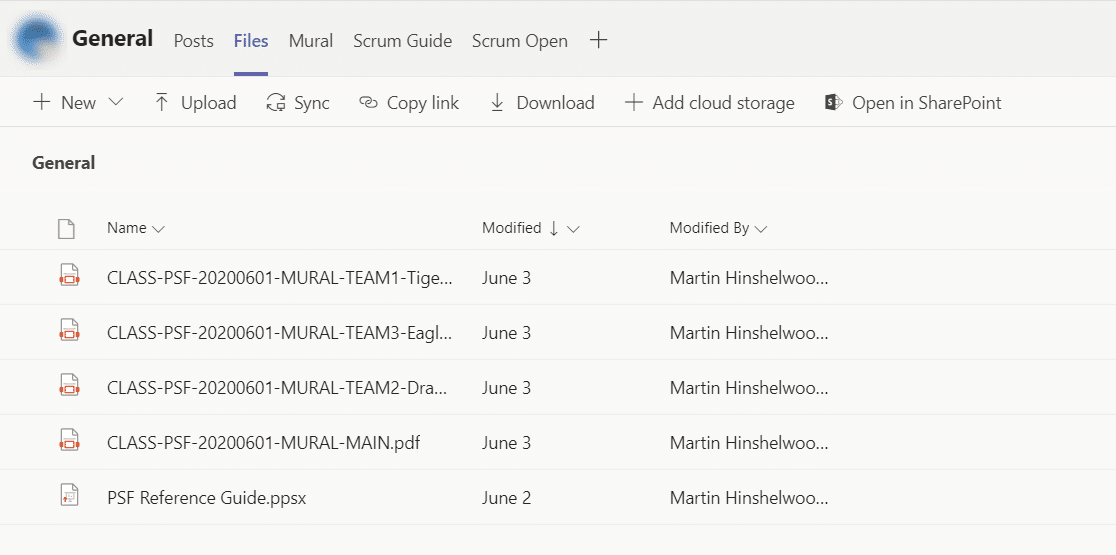 General Posts Files Mural Scrum Guide Scrum Open
New Upload Sync Copy link Download Add cloud storage Open in SharePoint
General
Name Modified Modified By
CLASS-PSF-20200601-MURAL-TEAM1-Tige... June 3 Martin Hinshelwoo...
CLASS-PSF-20200601-MURAL-TEAM3-Eagl... June 3 Martin Hinshelwoo...
CLASS-PSF-20200601-MURAL-TEAM2-Dra... June 3 Martin Hinshelwoo...
CLASS-PSF-20200601-MURAL-MAIN.pdf June 3 Martin Hinshelwoo...
PSF Reference Guide.ppsx June 2 Martin Hinshelwoo...